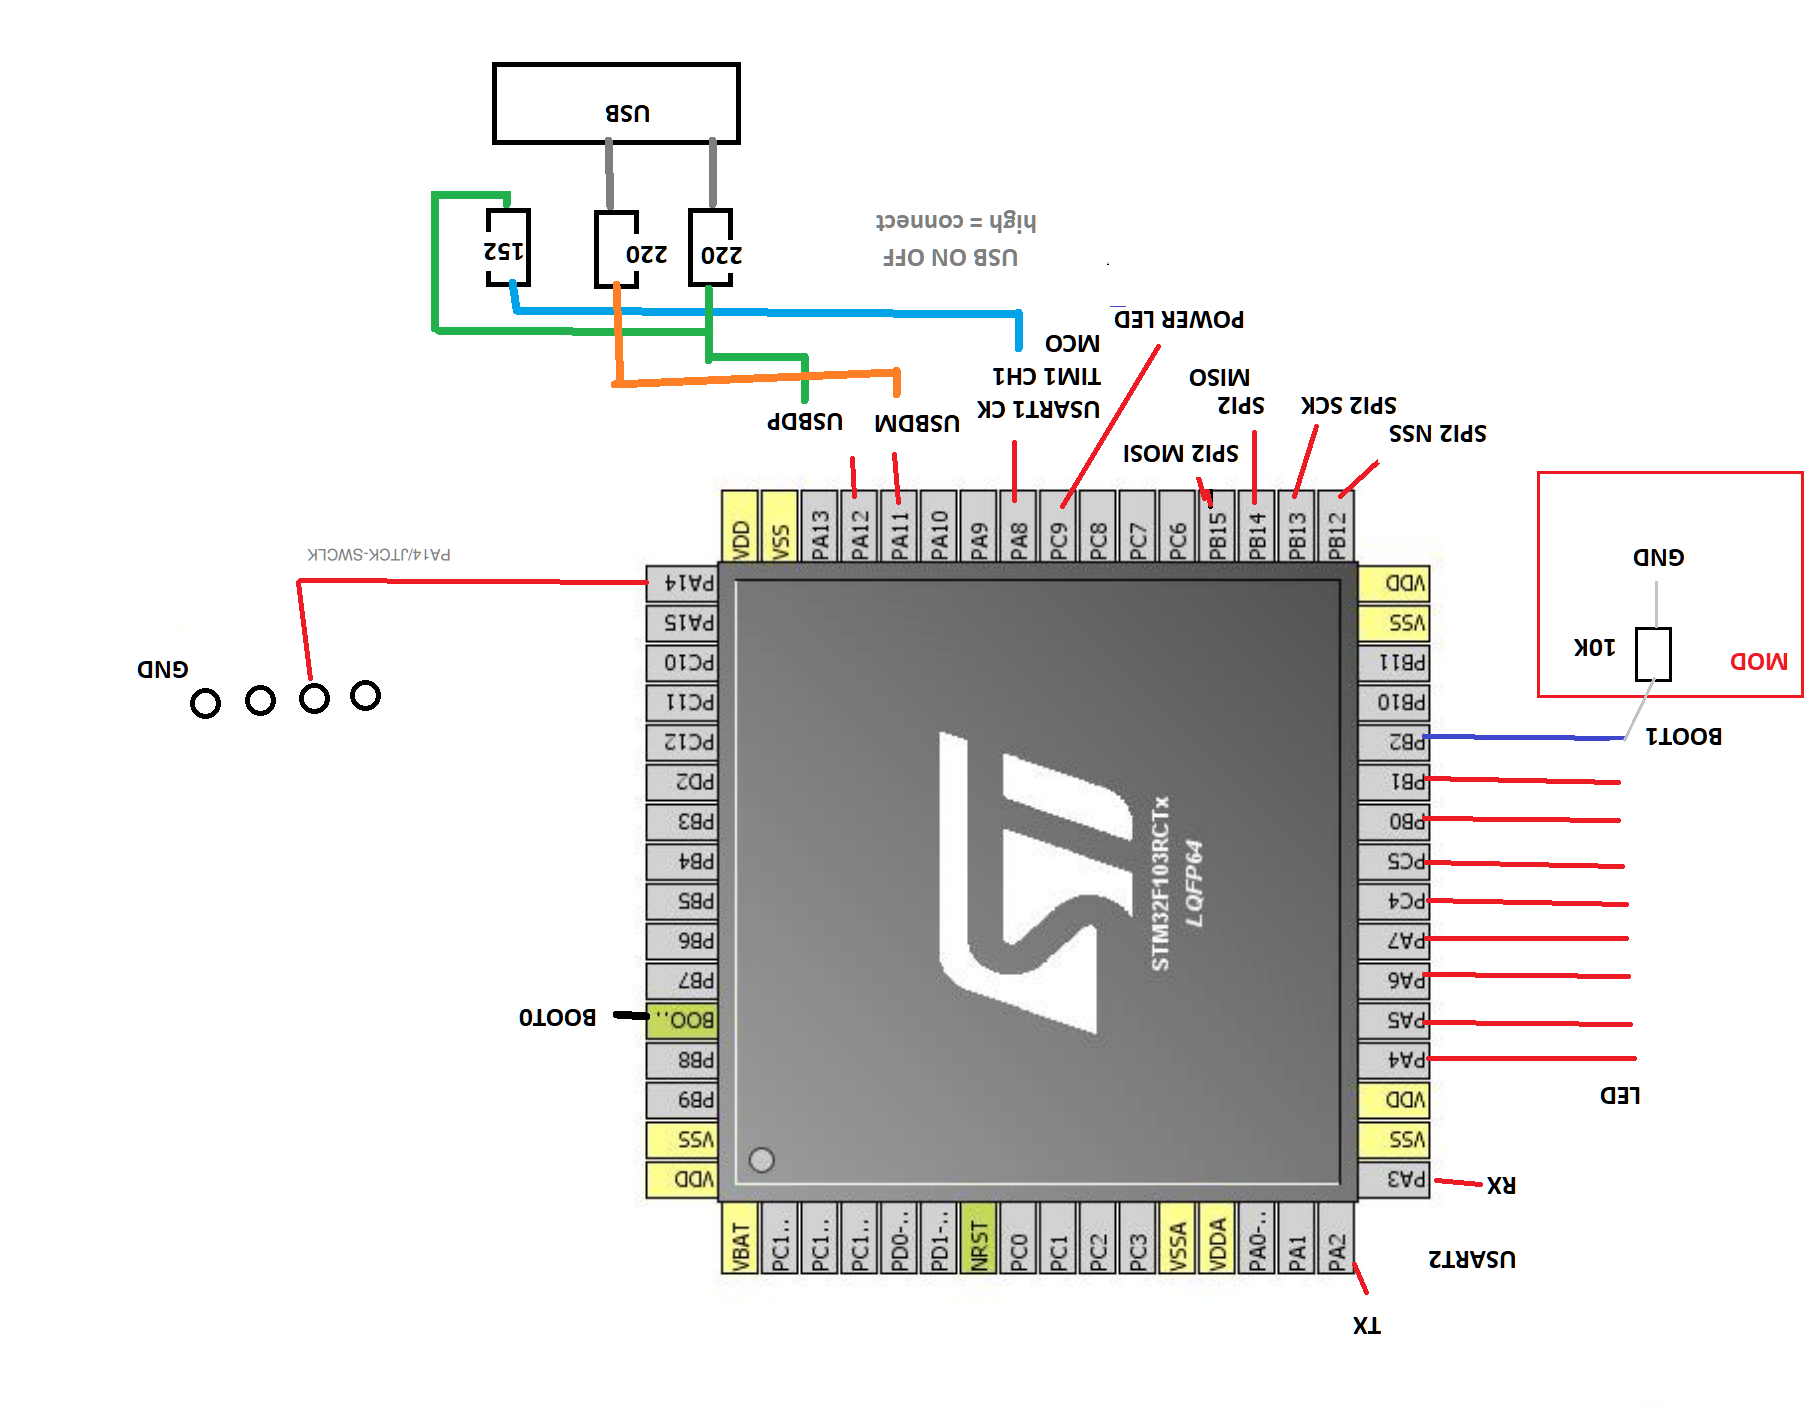 USB
152
220
220
high = connect
USB ON OFF
POWER LED
MCO
TIM1 CH1
USART1 CK
USBDP
USBDM
SPI2
MISO
SPI2 MOSI
SPI2 SCK
SPI2 NSS
VDD
VSS
PA13
PA12
PA11
PA10
PA9
PA8
PC9
PC8
PC7
PC6
PB15
PB14
PB13
PB12
PA14/JTCK-SWCLK
GND
PA14
PA15
PC10
PC11
PC12
PD2
PB3
PB4
PB5
PB6
PB7
BOO..
BOOT0
PB8
PB9
VSS
VDD
STM32F103RCTx
LQFP64
VDD
VSS
PB11
PB10
PB2
PB1
PB0
PC5
PC4
PA7
PA6
PA5
PA4
VDD
VSS
PA3
GND
10K
MOD
BOOT1
LED
RX
USART2
TX
VBAT
PC1..
PC1..
PC1..
PD0-..
PD1-..
NRST
PC0
PC1
PC2
PC3
VSSA
VDDA
PA0-..
PA1
PA2